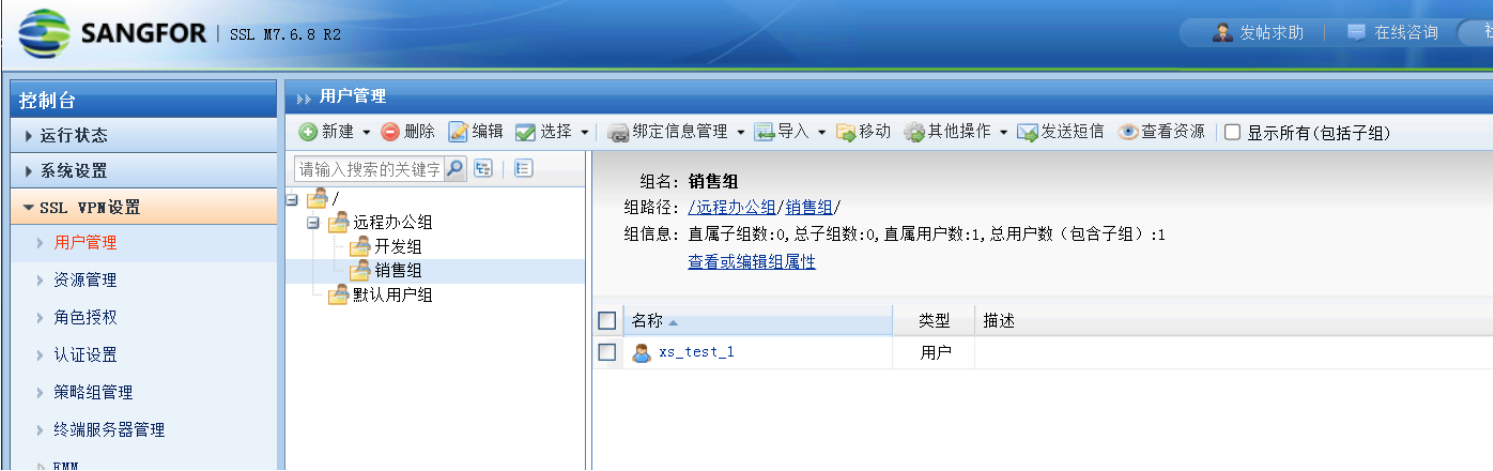 SANGFOR SSL M7.6.8 R2
发帖求助 在线咨询
控制台
运行状态
系统设置
SSL VPN设置
用户管理
资源管理
角色授权
认证设置
策略组管理
终端服务器管理
EMM
用户管理
新建 删除 编辑 选择 绑定信息管理 导入 移动 其他操作 发送短信 查看资源 显示所有(包括子组)
请输入搜索的关键字
/
远程办公组
开发组
销售组
默认用户组
组名: 销售组
组路径: /远程办公组/销售组/
组信息: 直属子组数:0,总子组数:0,直属用户数:1,总用户数（包含子组）:1
查看或编辑组属性
名称 类型 描述
xs_test_1 用户